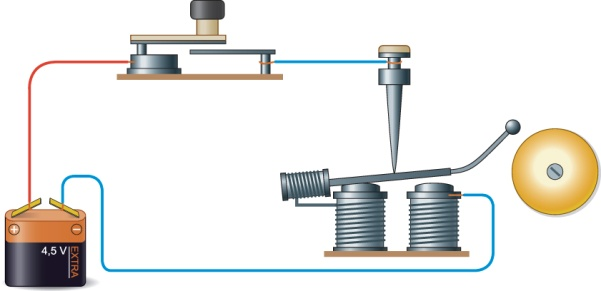 + −
4,5 V
EXTRA